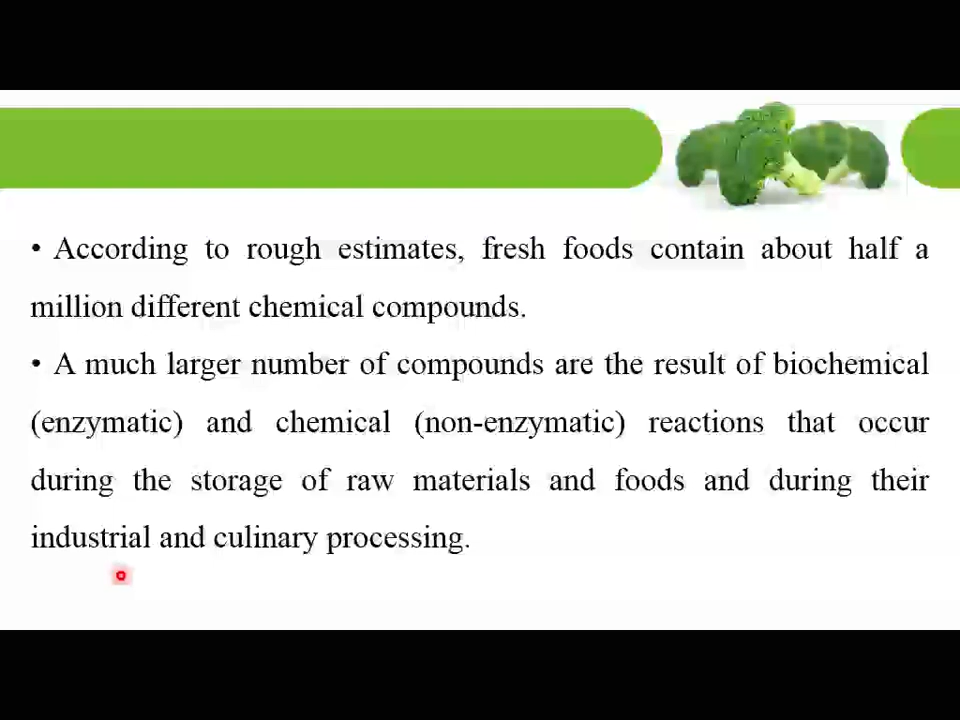 • According to rough estimates, fresh foods contain about half a
million different chemical compounds.
• A much larger number of compounds are the result of biochemical
(enzymatic) and chemical (non-enzymatic) reactions that occur
during the storage of raw materials and foods and during their
industrial and culinary processing.